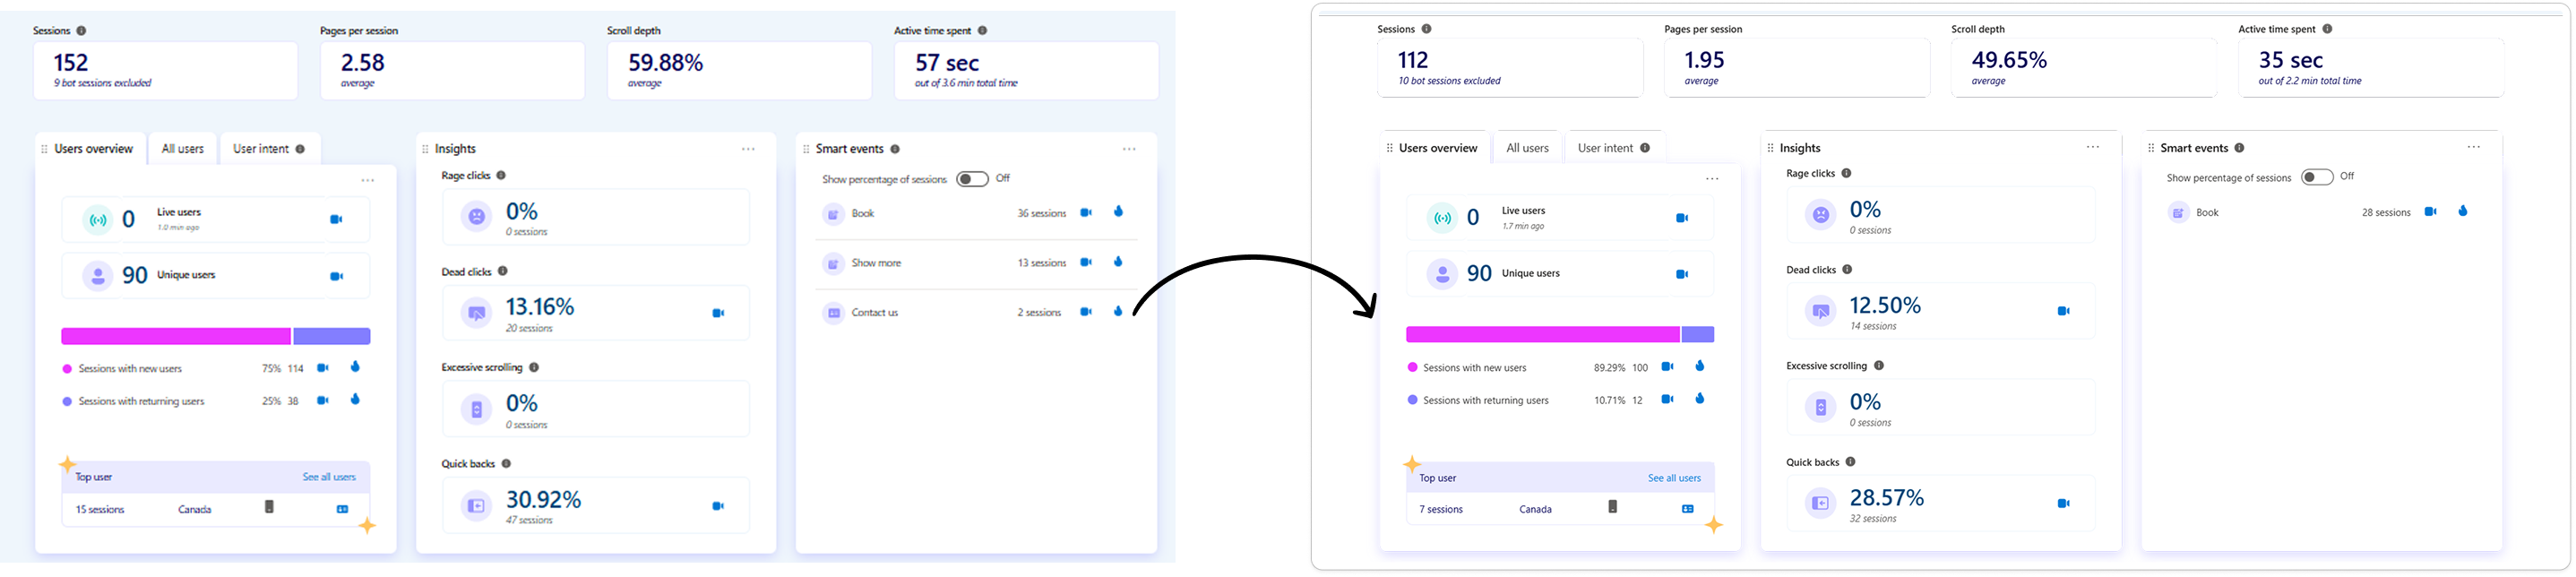 Sessions
152
9 bot sessions excluded
Pages per session
2.58
average
Scroll depth
59.88%
average
Active time spent
57 sec
out of 3.6 min total time
Users overview
All users
User intent
0
Live users
1.0 min ago
90
Unique users
Sessions with new users 75% 114
Sessions with returning users 25% 38
Top user See all users
15 sessions Canada
Insights
Rage clicks
0%
0 sessions
Dead clicks
13.16%
20 sessions
Excessive scrolling
0%
0 sessions
Quick backs
30.92%
47 sessions
Smart events
Show percentage of sessions Off
Book 36 sessions
Show more 13 sessions
Contact us 2 sessions
Sessions
112
10 bot sessions excluded
Pages per session
1.95
average
Scroll depth
49.65%
average
Active time spent
35 sec
out of 2.2 min total time
Users overview
All users
User intent
0
Live users
1.7 min ago
90
Unique users
Sessions with new users 89.29% 100
Sessions with returning users 10.71% 12
Top user See all users
7 sessions Canada
Insights
Rage clicks
0%
0 sessions
Dead clicks
12.50%
14 sessions
Excessive scrolling
0%
0 sessions
Quick backs
28.57%
32 sessions
Smart events
Show percentage of sessions Off
Book 28 sessions